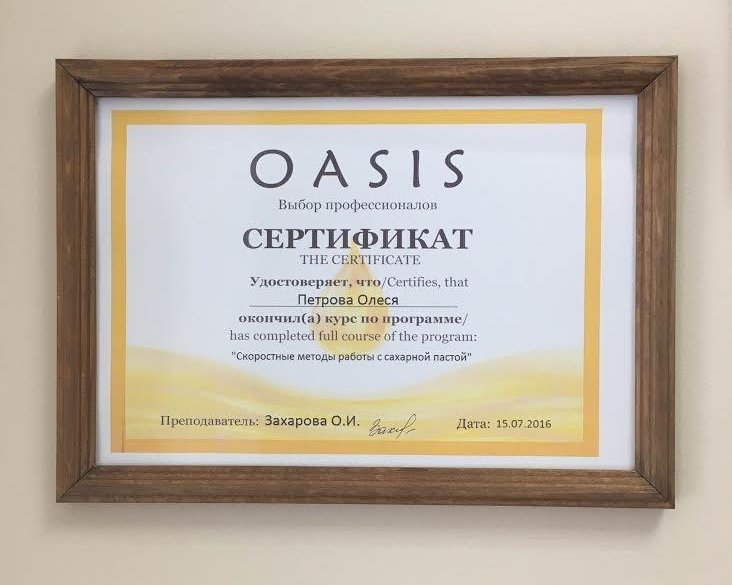 OASIS
Выбор профессионалов
СЕРТИФИКАТ
THE CERTIFICATE
Удостоверяет, что/Certifies, that
Петрова Олеся
окончил(а) курс по программе/
has completed full course of the program:
"Скоростные методы работы с сахарной пастой"
Преподаватель: Захарова О.И. Дата: 15.07.2016